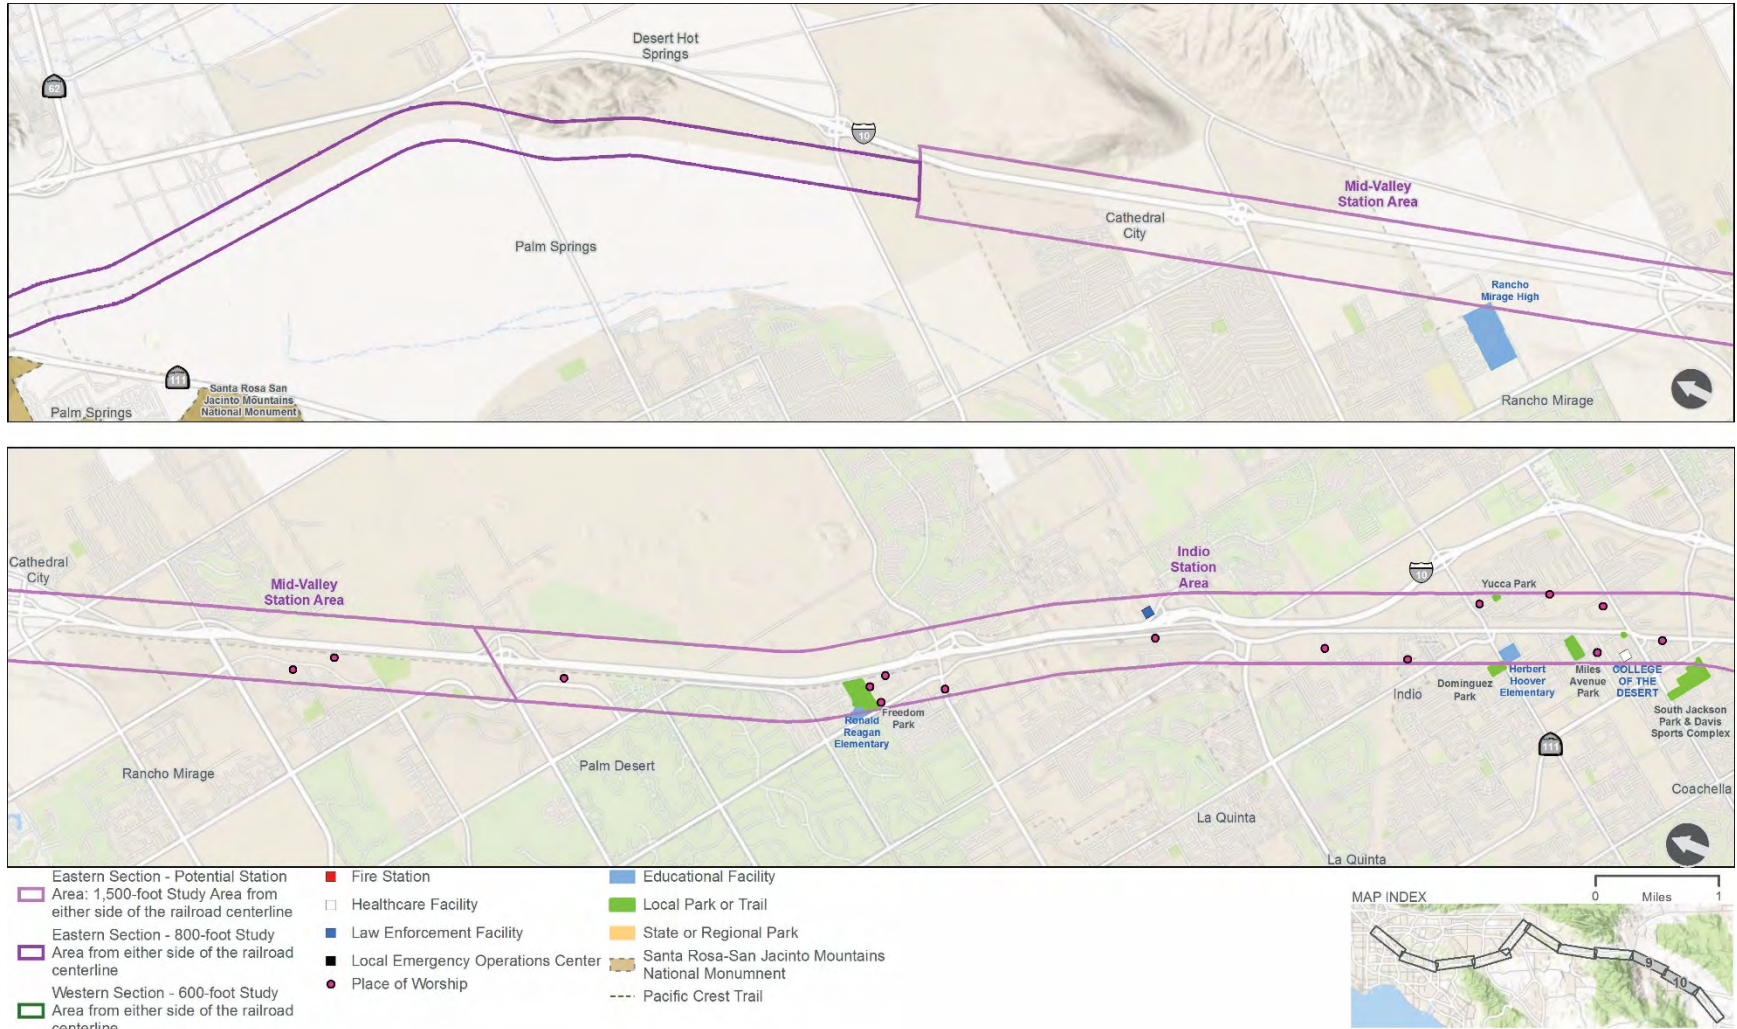 Desert Hot
Springs
62
10
Mid-Valley
Station Area
Cathedral
City
Palm Springs
Rancho
Mirage High
111
Santa Rosa San
Jacinto Mountains
National Monument
Palm Springs
Rancho Mirage
Cathedral
City
Mid-Valley
Station Area
Indio
Station
Area
10
Yucca Park
Herbert
Hoover
Elementary
Miles
Avenue
Park
COLLEGE
OF THE
DESERT
Dominguez
Park
Indio
South Jackson
Park & Davis
Sports Complex
Freedom
Park
Ronald
Reagan
Elementary
111
Rancho Mirage
Palm Desert
Coachella
La Quinta
La Quinta
Eastern Section - Potential Station
Area: 1,500-foot Study Area from
either side of the railroad centerline
Eastern Section - 800-foot Study
Area from either side of the railroad
centerline
Western Section - 600-foot Study
Area from either side of the railroad
centerline
Fire Station
Healthcare Facility
Law Enforcement Facility
Local Emergency Operations Center
Place of Worship
Educational Facility
Local Park or Trail
State or Regional Park
Santa Rosa-San Jacinto Mountains
National Monumnent
Pacific Crest Trail
MAP INDEX
0 Miles 1
9
10